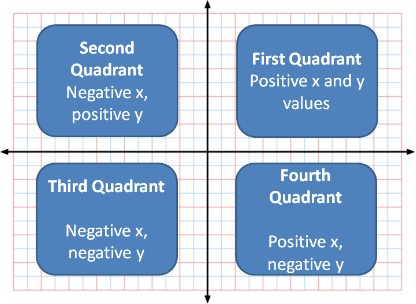 Second
Quadrant
Negative x,
positive y
First Quadrant
Positive x and y
values
Third Quadrant
Negative x,
negative y
Fourth
Quadrant
Positive x,
negative y